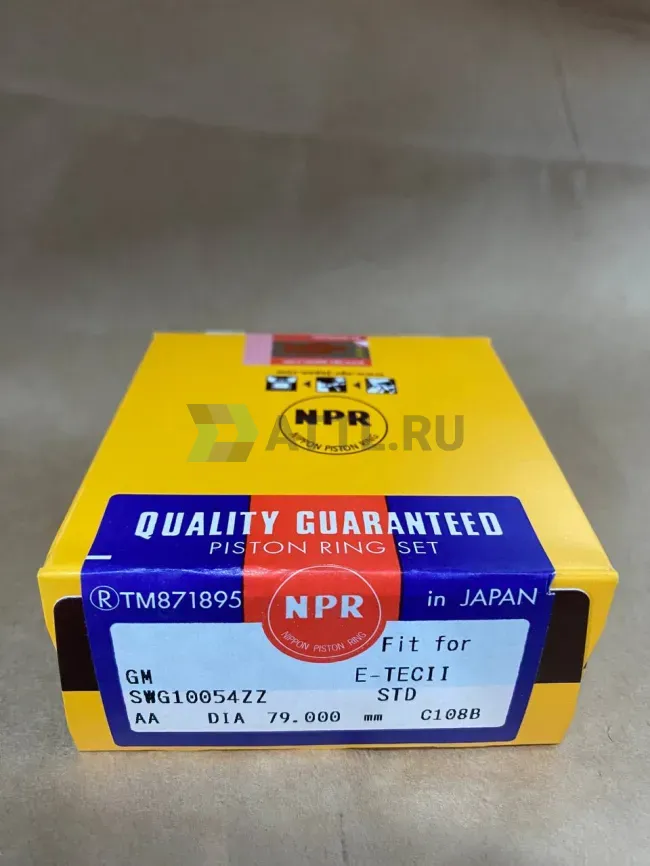 NPR
NIPPON PISTON RING
ATTL.RU
QUALITY GUARANTEED
PISTON RING SET
®TM871895
in JAPAN
NPR
NIPPON PISTON RING
Fit for
GM E-TECII
SWG10054ZZ STD
AA DIA 79.000 mm C108B